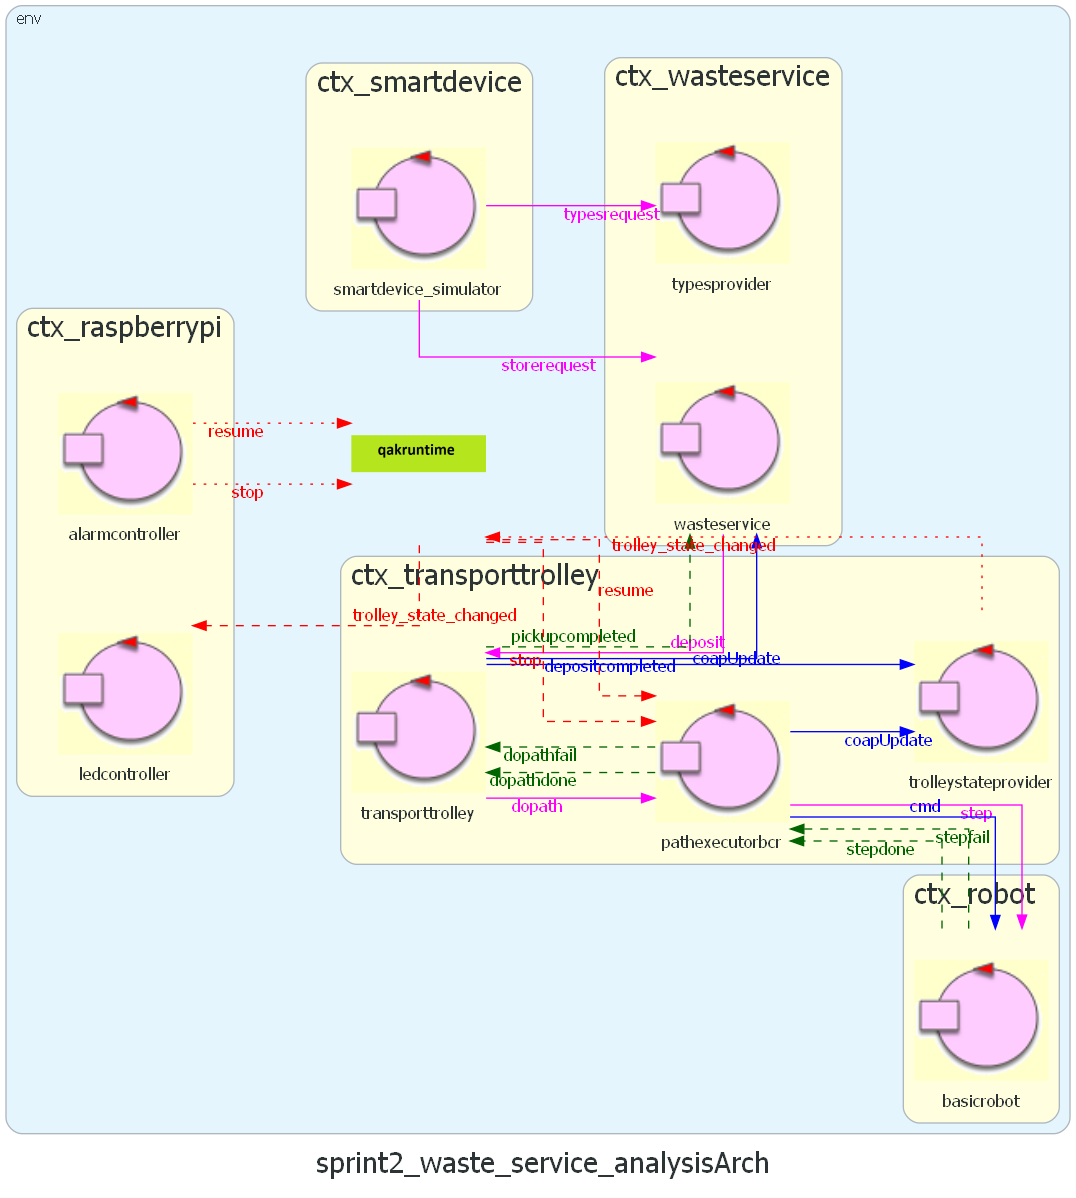 env
ctx_smartdevice
ctx_wasteservice
typesrequest
smartdevice_simulator
typesprovider
ctx_raspberrypi
storerequest
resume
qakruntime
stop
alarmcontroller
wasteservice
trolley_state_changed
ctx_transporttrolley
resume
trolley_state_changed
pickupcompleted
deposit
stop
depositcompleted
coapUpdate
coapUpdate
dopathfail
ledcontroller
dopathdone
trolleystateprovider
dopath
cmd
step
transporttrolley
pathexecutorbcr
stepfail
stepdone
ctx_robot
basicrobot
sprint2_waste_service_analysisArch